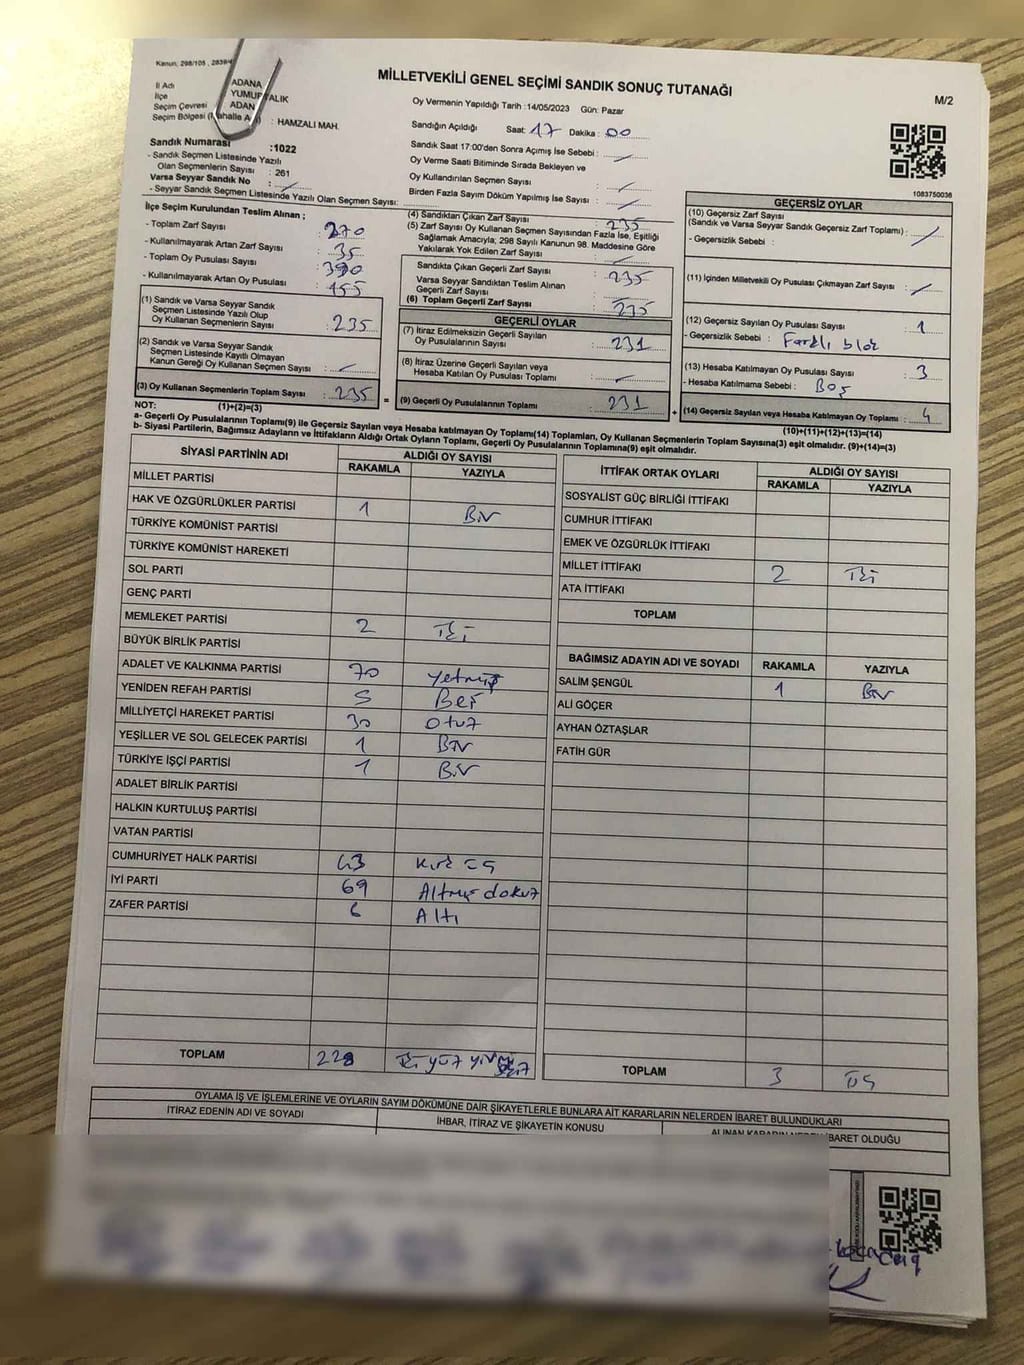 Kanun; 298/105 , 2839/4
MİLLETVEKİLİ GENEL SEÇİMİ SANDIK SONUÇ TUTANAĞI
M/2
İl Adı ADANA
İlçe YUMUR ALIK
Seçim Çevresi ADAN
Seçim Bölgesi (Mahalle A : HAMZALI MAH.
Sandık Numarası :1022
- Sandık Seçmen Listesinde Yazılı
Olan Seçmenlerin Sayısı : 261
Varsa Seyyar Sandık No :
- Seyyar Sandık Seçmen Listesinde Yazılı Olan Seçmen Sayısı:
Oy Vermenin Yapıldığı Tarih :14/05/2023 Gün: Pazar
Sandığın Açıldığı Saat: 17 Dakika : 00
Sandık Saat 17:00'den Sonra Açımış İse Sebebi :
Oy Verme Saati Bitiminde Sırada Bekleyen ve
Oy Kullandırılan Seçmen Sayısı :
Birden Fazla Sayım Döküm Yapılmış İse Sayısı :
1083750036
İlçe Seçim Kurulundan Teslim Alınan ;
- Toplam Zarf Sayısı : 270
- Kullanılmayarak Artan Zarf Sayısı : 35
- Toplam Oy Pusulası Sayısı : 390
- Kullanılmayarak Artan Oy Pusulası : 155
(1) Sandık ve Varsa Seyyar Sandık
Seçmen Listesinde Yazılı Olup
Oy Kullanan Seçmenlerin Sayısı : 235
(2) Sandık ve Varsa Seyyar Sandık
Seçmen Listesinde Kayıtlı Olmayan
Kanun Gereği Oy Kullanan Seçmen Sayısı :
(3) Oy Kullanan Seçmenlerin Toplam Sayısı : 235
(1)+(2)=(3)
(4) Sandıktan Çıkan Zarf Sayısı : 235
(5) Zarf Sayısı Oy Kullanan Seçmen Sayısından Fazla İse, Eşitliği
Sağlamak Amacıyla; 298 Sayılı Kanunun 98. Maddesine Göre
Yakılarak Yok Edilen Zarf Sayısı :
Sandıkta Çıkan Geçerli Zarf Sayısı : 235
Varsa Seyyar Sandıktan Teslim Alınan
Geçerli Zarf Sayısı :
(6) Toplam Geçerli Zarf Sayısı : 235
GEÇERLİ OYLAR
(7) İtiraz Edilmeksizin Geçerli Sayılan
Oy Pusulalarının Sayısı : 231
(8) İtiraz Üzerine Geçerli Sayılan veya
Hesaba Katılan Oy Pusulası Toplamı :
= (9) Geçerli Oy Pusulalarının Toplamı : 231 +
GEÇERSİZ OYLAR
(10) Geçersiz Zarf Sayısı
(Sandık ve Varsa Seyyar Sandık Geçersiz Zarf Toplamı) :
- Geçersizlik Sebebi :
(11) İçinden Milletvekili Oy Pusulası Çıkmayan Zarf Sayısı :
(12) Geçersiz Sayılan Oy Pusulası Sayısı : 1
- Geçersizlik Sebebi : Farklı blok
(13) Hesaba Katılmayan Oy Pusulası Sayısı : 3
- Hesaba Katılmama Sebebi : Boş
(14) Geçersiz Sayılan veya Hesaba Katılmayan Oy Toplamı : 4
(10)+(11)+(12)+(13)=(14)
NOT:
a- Geçerli Oy Pusulalarının Toplamı(9) ile Geçersiz Sayılan veya Hesaba katılmayan Oy Toplamı(14) Toplamları, Oy Kullanan Seçmenlerin Toplam Sayısına(3) eşit olmalıdır. (9)+(14)=(3)
b- Siyasi Partilerin, Bağımsız Adayların ve İttifakların Aldığı Ortak Oyların Toplamı, Geçerli Oy Pusulalarının Toplamına(9) eşit olmalıdır.
SİYASİ PARTİNİN ADI ALDIĞI OY SAYISI
RAKAMLA YAZIYLA
MİLLET PARTİSİ
HAK VE ÖZGÜRLÜKLER PARTİSİ 1 Bir
TÜRKİYE KOMÜNİST PARTİSİ
TÜRKİYE KOMÜNİST HAREKETİ
SOL PARTİ
GENÇ PARTİ
MEMLEKET PARTİSİ 2 İki
BÜYÜK BİRLİK PARTİSİ
ADALET VE KALKINMA PARTİSİ 70 Yetmiş
YENİDEN REFAH PARTİSİ 5 Beş
MİLLİYETÇİ HAREKET PARTİSİ 30 Otuz
YEŞİLLER VE SOL GELECEK PARTİSİ 1 Bir
TÜRKİYE İŞÇİ PARTİSİ 1 Bir
ADALET BİRLİK PARTİSİ
HALKIN KURTULUŞ PARTİSİ
VATAN PARTİSİ
CUMHURİYET HALK PARTİSİ 43 Kırk üç
İYİ PARTİ 69 Altmış dokuz
ZAFER PARTİSİ 6 Altı
TOPLAM 228 İki yüz yirmi sekiz
İTTİFAK ORTAK OYLARI ALDIĞI OY SAYISI
RAKAMLA YAZIYLA
SOSYALİST GÜÇ BİRLİĞİ İTTİFAKI
CUMHUR İTTİFAKI
EMEK VE ÖZGÜRLÜK İTTİFAKI
MİLLET İTTİFAKI 2 İki
ATA İTTİFAKI
TOPLAM
BAĞIMSIZ ADAYIN ADI VE SOYADI RAKAMLA YAZIYLA
SALİM ŞENGÜL 1 Bir
ALİ GÖÇER
AYHAN ÖZTAŞLAR
FATİH GÜR
TOPLAM 3 üç
OYLAMA İŞ VE İŞLEMLERİNE VE OYLARIN SAYIM DÖKÜMÜNE DAİR ŞİKAYETLERLE BUNLARA AİT KARARLARIN NELERDEN İBARET BULUNDUKLARI
İTİRAZ EDENİN ADI VE SOYADI İHBAR, İTİRAZ VE ŞİKAYETİN KONUSU ALINAN KARARIN NEDEN İBARET OLDUĞU